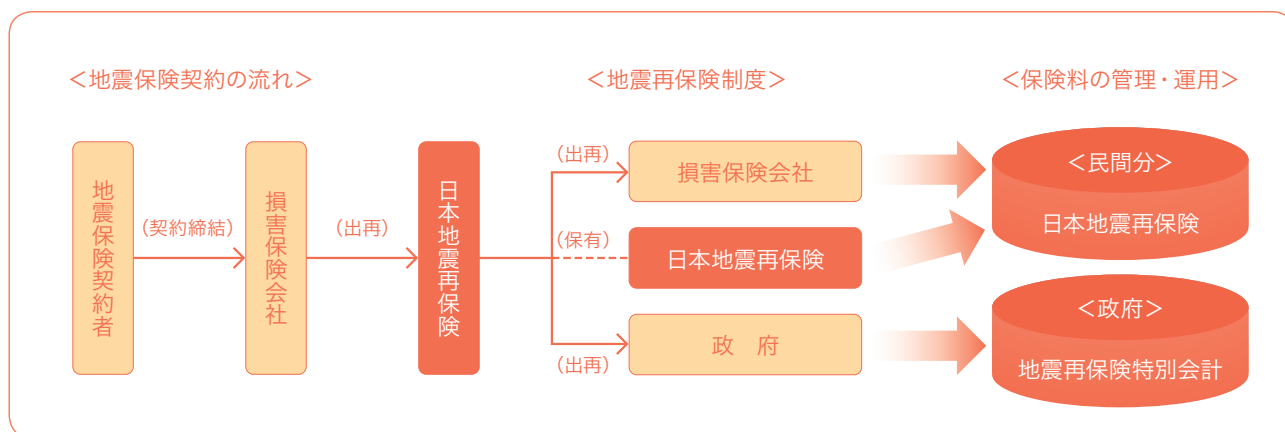 ＜地震保険契約の流れ＞
＜地震再保険制度＞
＜保険料の管理・運用＞
地震保険契約者
（契約締結）
損害保険会社
（出再）
日本地震再保険
（出再）
損害保険会社
（保有）
日本地震再保険
（出再）
政　府
＜民間分＞
日本地震再保険
＜政府＞
地震再保険特別会計